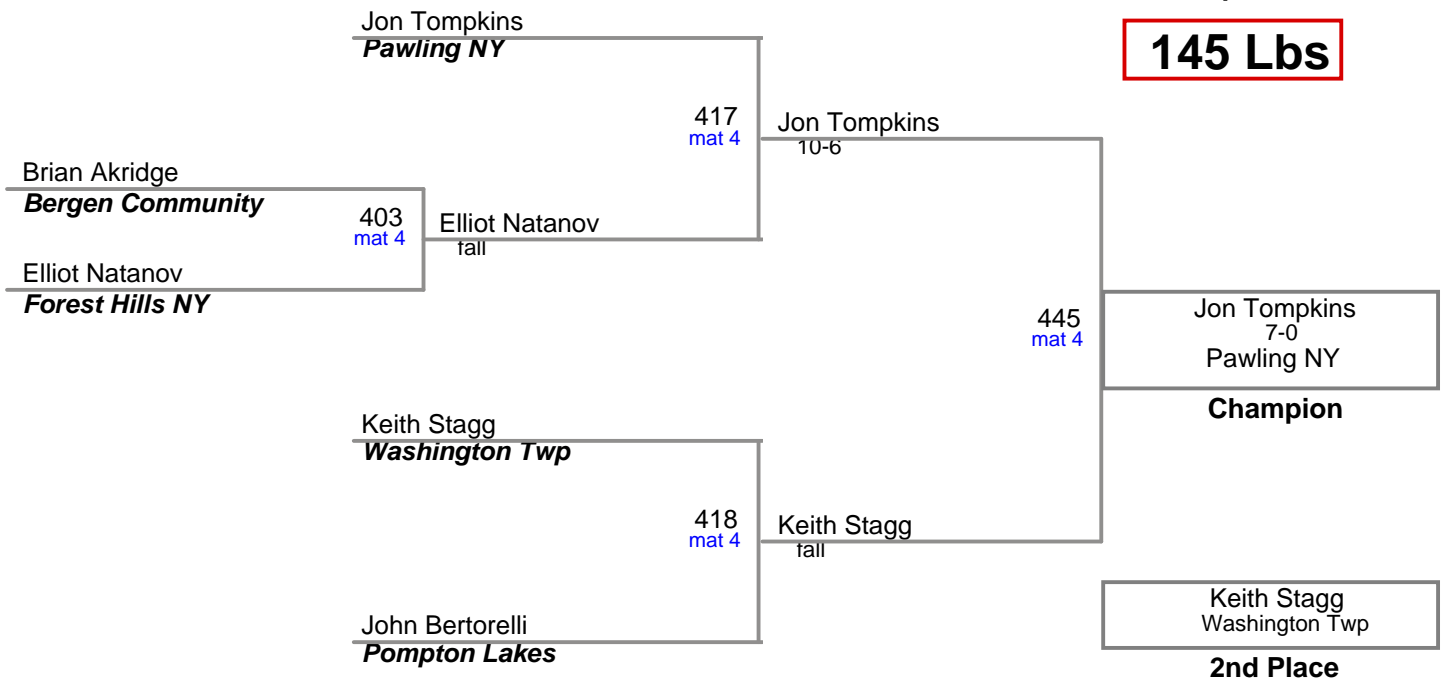 145 Lbs
Jon Tompkins
Pawling NY
417
mat 4
Jon Tompkins
10-6
Brian Akridge
Bergen Community
403
mat 4
Elliot Natanov
fall
Elliot Natanov
Forest Hills NY
445
mat 4
Jon Tompkins
7-0
Pawling NY
Champion
Keith Stagg
Washington Twp
418
mat 4
Keith Stagg
fall
John Bertorelli
Pompton Lakes
Keith Stagg
Washington Twp
2nd Place